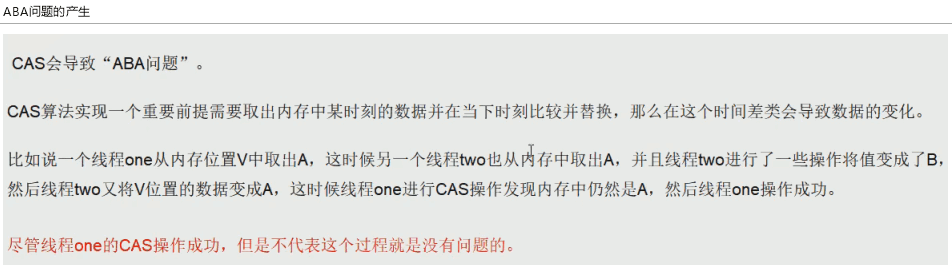 ABA问题的产生
CAS会导致“ABA问题”。
CAS算法实现一个重要前提需要取出内存中某时刻的数据并在当下时刻比较并替换，那么在这个时间差类会导致数据的变化。
比如说一个线程one从内存位置V中取出A，这时候另一个线程two也从内存中取出A，并且线程two进行了一些操作将值变成了B，
然后线程two又将V位置的数据变成A，这时候线程one进行CAS操作发现内存中仍然是A，然后线程one操作成功。
尽管线程one的CAS操作成功，但是不代表这个过程就是没有问题的。